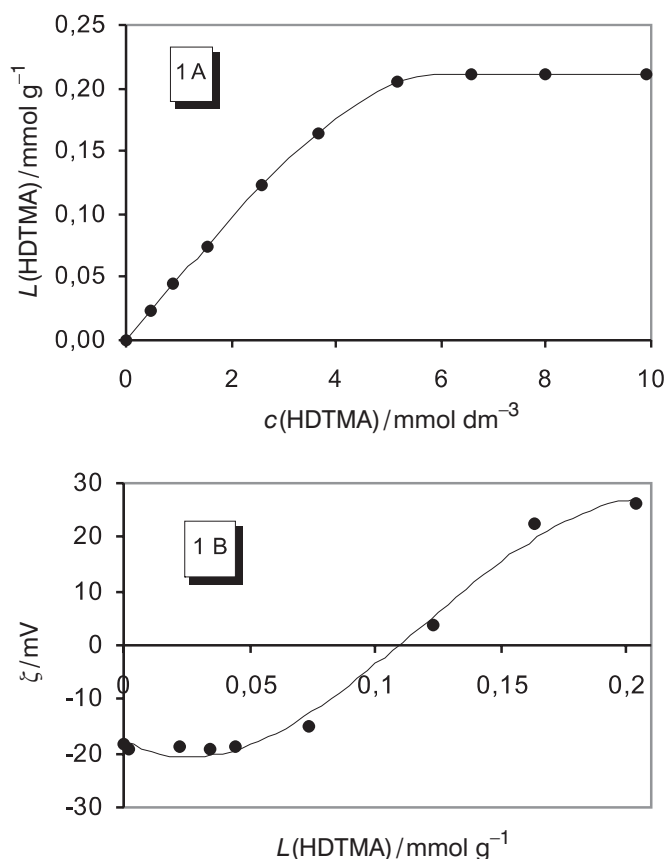 0,25
1 A
0,20
0,15
0,10
0,05
0,00
L(HDTMA)/mmol g⁻¹
0 2 4 6 8 10
c(HDTMA)/mmol dm⁻³
30
1 B
20
10
0
-10
-20
-30
ζ/mV
0 0,05 0,1 0,15 0,2
L(HDTMA)/mmol g⁻¹